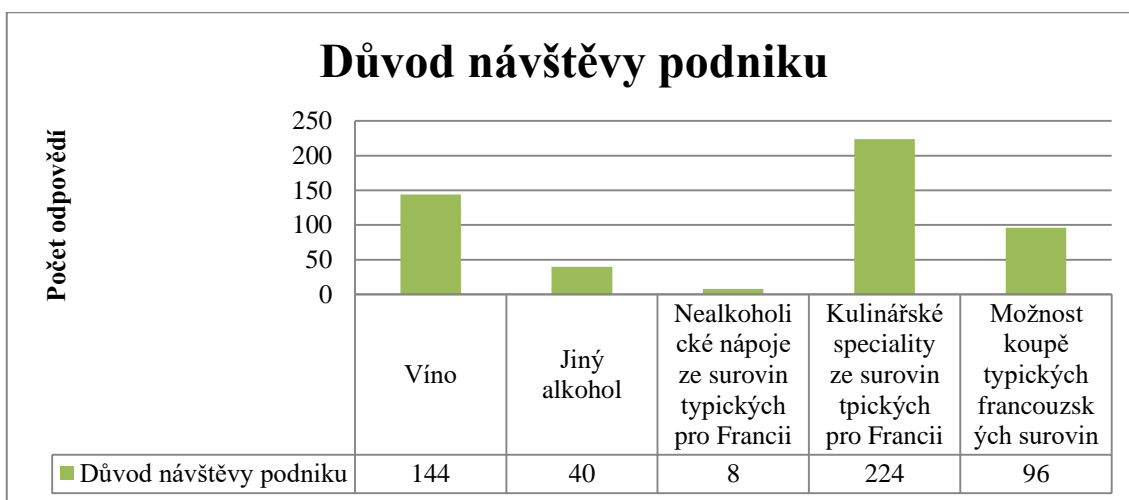 Důvod návštěvy podniku
Počet odpovědí
250
200
150
100
50
0
Víno
Jiný
alkohol
Nealkoholi
cké nápoje
ze surovin
typických
pro Francii
Kulinářské
speciality
ze surovin
tpických
pro Francii
Možnost
koupě
typických
francouzsk
ých surovin
Důvod návštěvy podniku 144 40 8 224 96